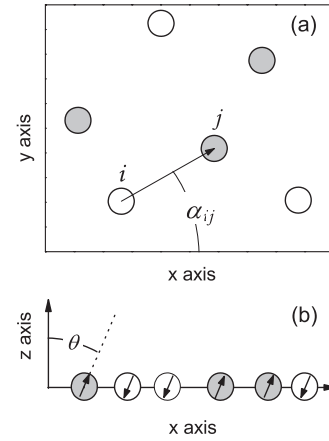 (a)
j
i
α_ij
y axis
x axis
(b)
θ
z axis
x axis